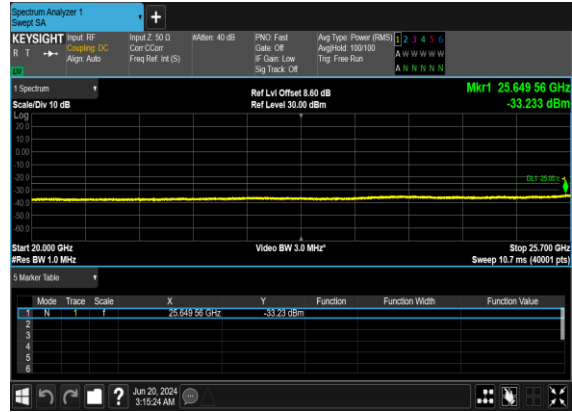 Spectrum Analyzer 1
Swept SA
KEYSIGHT Input: RF Input Z: 50 Ω #Atten: 40 dB PNO: Fast Avg Type: Power (RMS) 1 2 3 4 5 6
R T Coupling: DC Corr CCorr Gate: Off Avg|Hold: 100/100 A W W W W W
Align: Auto Freq Ref: Int (S) IF Gain: Low Trig: Free Run
Sig Track: Off A N N N N N
1 Spectrum Ref Lvl Offset 8.60 dB Mkr1 25.649 56 GHz
Scale/Div 10 dB Ref Level 30.00 dBm -33.233 dBm
Log
20.0
10.0
0.00
-10.0
-20.0
DL1 -25.00
-30.0
-40.0
-50.0
-60.0
Start 20.000 GHz Video BW 3.0 MHz* Stop 25.700 GHz
#Res BW 1.0 MHz Sweep 10.7 ms (40001 pts)
5 Marker Table
Mode Trace Scale X Y Function Function Width Function Value
1 N 1 f 25.649 56 GHz -33.23 dBm
2
3
4
5
6
? Jun 20, 2024
3:15:24 AM